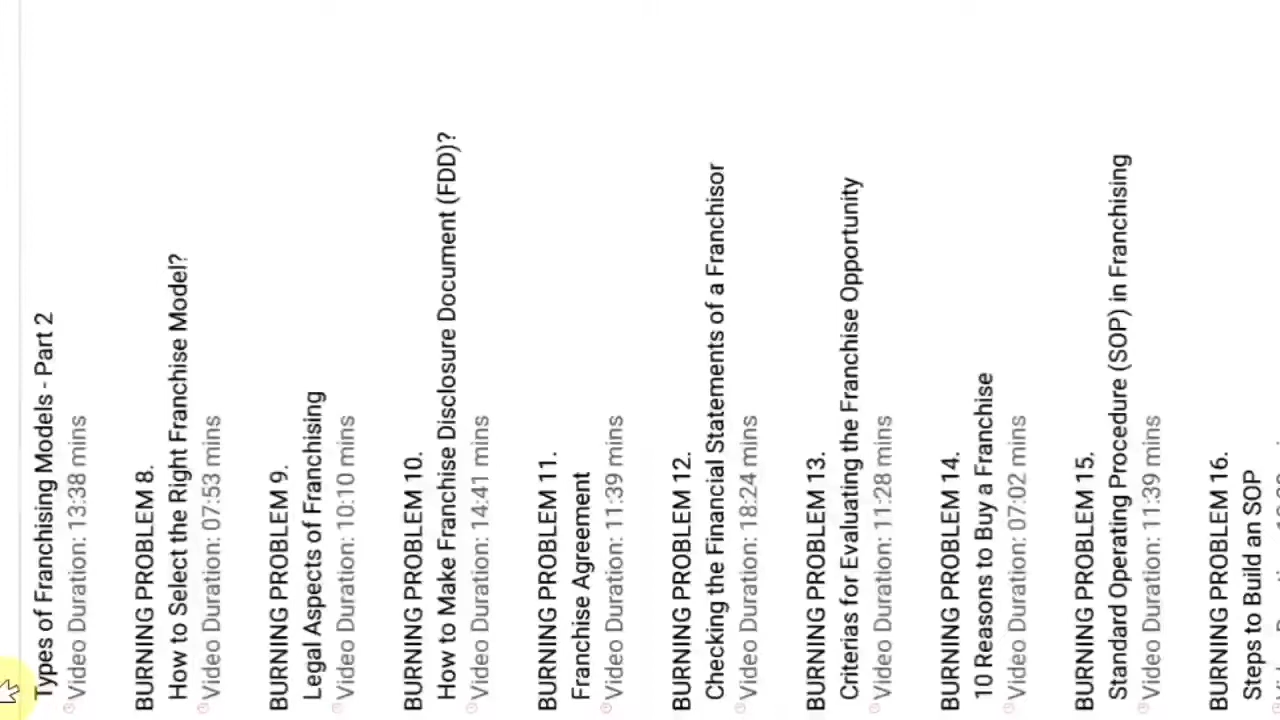 Types of Franchising Models - Part 2
Video Duration: 13:38 mins
BURNING PROBLEM 8.
How to Select the Right Franchise Model?
Video Duration: 07:53 mins
BURNING PROBLEM 9.
Legal Aspects of Franchising
Video Duration: 10:10 mins
BURNING PROBLEM 10.
How to Make Franchise Disclosure Document (FDD)?
Video Duration: 14:41 mins
BURNING PROBLEM 11.
Franchise Agreement
Video Duration: 11:39 mins
BURNING PROBLEM 12.
Checking the Financial Statements of a Franchisor
Video Duration: 18:24 mins
BURNING PROBLEM 13.
Criterias for Evaluating the Franchise Opportunity
Video Duration: 11:28 mins
BURNING PROBLEM 14.
10 Reasons to Buy a Franchise
Video Duration: 07:02 mins
BURNING PROBLEM 15.
Standard Operating Procedure (SOP) in Franchising
Video Duration: 11:39 mins
BURNING PROBLEM 16.
Steps to Build an SOP